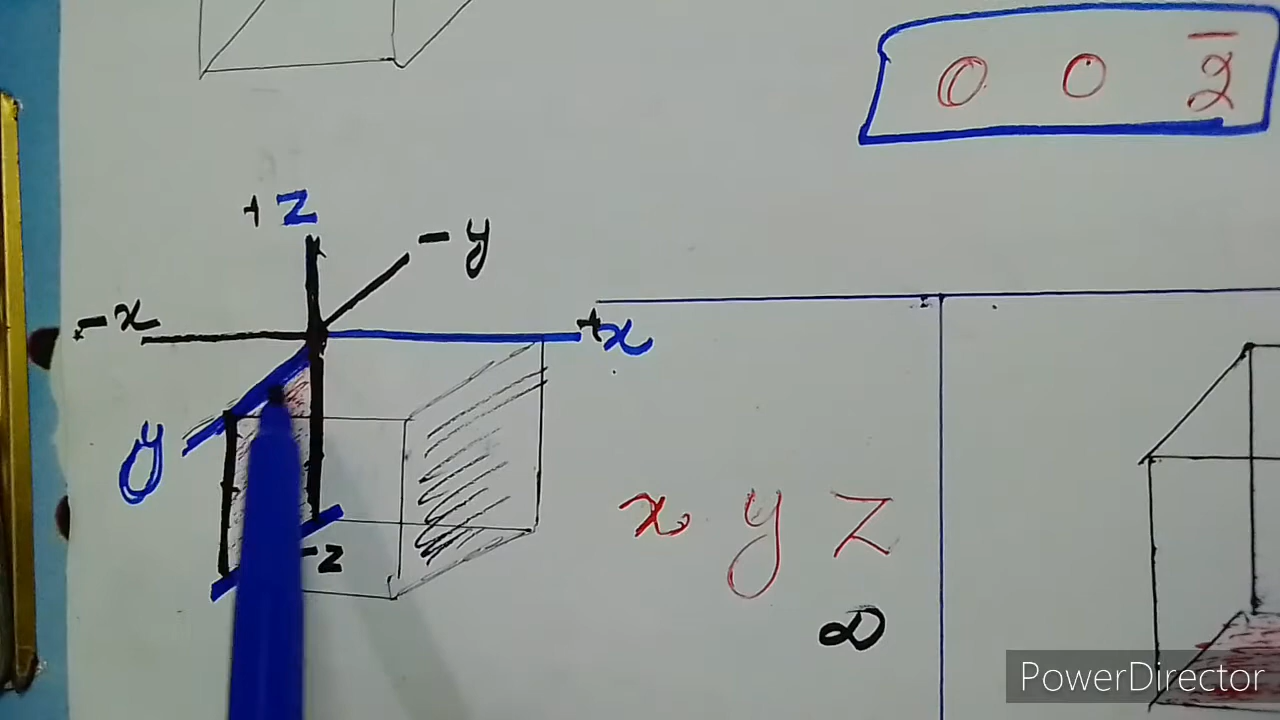 0 0 2̅
+ z
- y
- x
+x
y
- z
x y z
∞
PowerDirector